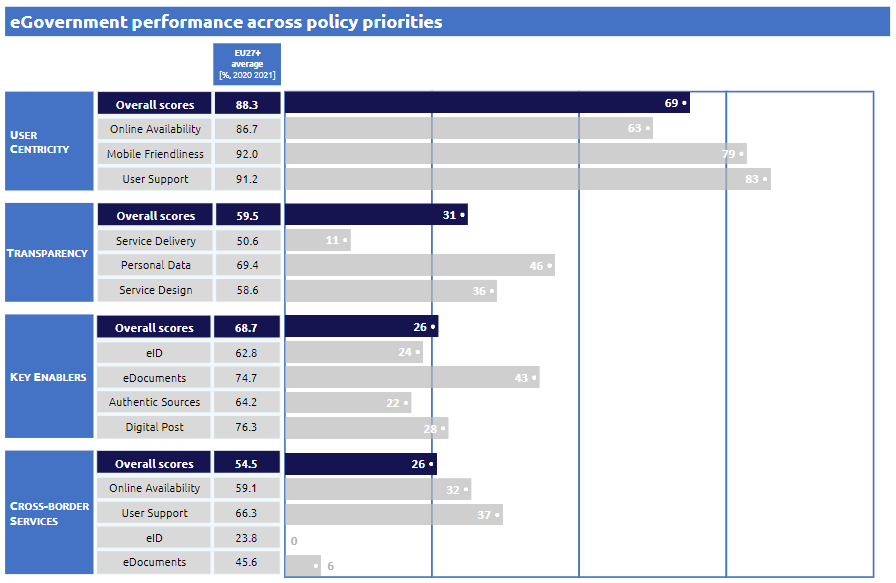 eGovernment performance across policy priorities
EU27+
average
[%, 2020 2021]
USER
CENTRICITY
Overall scores 88.3 69
Online Availability 86.7 63
Mobile Friendliness 92.0 79
User Support 91.2 83
TRANSPARENCY
Overall scores 59.5 31
Service Delivery 50.6 11
Personal Data 69.4 46
Service Design 58.6 36
KEY ENABLERS
Overall scores 68.7 26
eID 62.8 24
eDocuments 74.7 43
Authentic Sources 64.2 22
Digital Post 76.3 28
CROSS-BORDER
SERVICES
Overall scores 54.5 26
Online Availability 59.1 32
User Support 66.3 37
eID 23.8 0
eDocuments 45.6 6